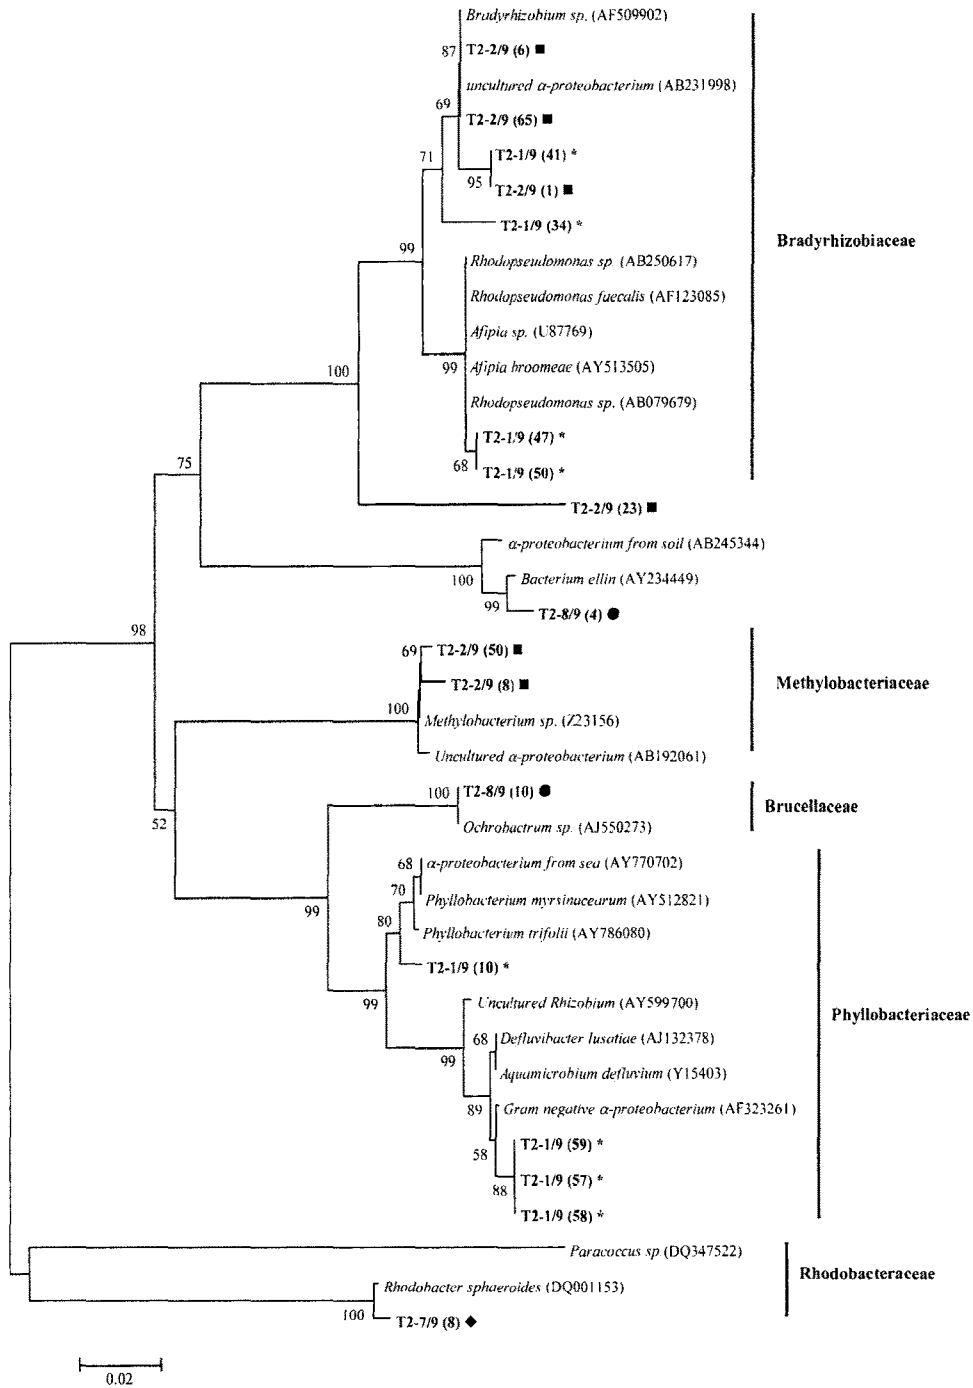 Bradyrhizobium sp. (AF509902)
87
T2-2/9 (6) ■
uncultured α-proteobacterium (AB231998)
69
T2-2/9 (65) ■
T2-1/9 (41) *
71
95
T2-2/9 (1) ■
T2-1/9 (34) *
Bradyrhizobiaceae
99
Rhodopseudomonas sp. (AB250617)
Rhodopseudomonas faecalis (AF123085)
Afipia sp. (U87769)
99
Afipia broomeae (AY513505)
100
Rhodopseudomonas sp. (AB079679)
T2-1/9 (47) *
68
T2-1/9 (50) *
75
T2-2/9 (23) ■
α-proteobacterium from soil (AB245344)
100
Bacterium ellin (AY234449)
99
T2-8/9 (4) ●
98
69
T2-2/9 (50) ■
T2-2/9 (8) ■
Methylobacteriaceae
100
Methylobacterium sp. (Z23156)
Uncultured α-proteobacterium (AB192061)
100
T2-8/9 (10) ●
Brucellaceae
52
Ochrobactrum sp. (AJ550273)
68
α-proteobacterium from sea (AY770702)
70
Phyllobacterium myrsinacearum (AY512821)
99
80
Phyllobacterium trifolii (AY786080)
T2-1/9 (10) *
99
Uncultured Rhizobium (AY599700)
Phyllobacteriaceae
68
Defluvibacter lusatiae (AJ132378)
99
Aquamicrobium defluvium (Y15403)
89
Gram negative α-proteobacterium (AF323261)
T2-1/9 (59) *
58
T2-1/9 (57) *
88
T2-1/9 (58) *
Paracoccus sp (DQ347522)
Rhodobacteraceae
Rhodobacter sphaeroides (DQ001153)
100
T2-7/9 (8) ◆
0.02